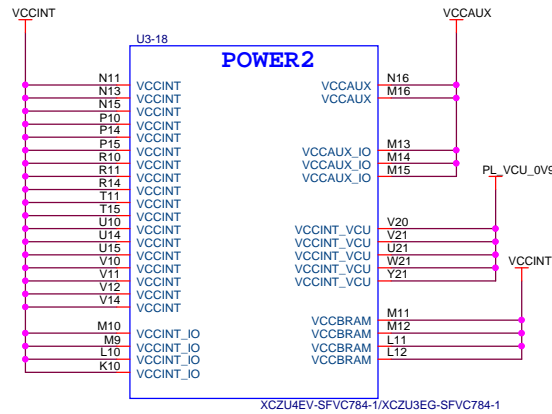 VCCINT VCCAUX
U3-18
POWER2
N11 VCCINT VCCAUX N16
N13 VCCINT VCCAUX M16
N15 VCCINT
P10 VCCINT
P14 VCCINT
P15 VCCINT VCCAUX_IO M13
R10 VCCINT VCCAUX_IO M14
R11 VCCINT VCCAUX_IO M15
R14 VCCINT PL_VCU_0V9
T11 VCCINT
T15 VCCINT
U10 VCCINT VCCINT_VCU V20
U14 VCCINT VCCINT_VCU V21
U15 VCCINT VCCINT_VCU U21
V10 VCCINT VCCINT_VCU W21
V11 VCCINT VCCINT_VCU Y21
VCCINT
V12 VCCINT
V14 VCCINT
VCCBRAM M11
M10 VCCINT_IO VCCBRAM M12
M9 VCCINT_IO VCCBRAM L11
L10 VCCINT_IO VCCBRAM L12
K10 VCCINT_IO
XCZU4EV-SFVC784-1/XCZU3EG-SFVC784-1